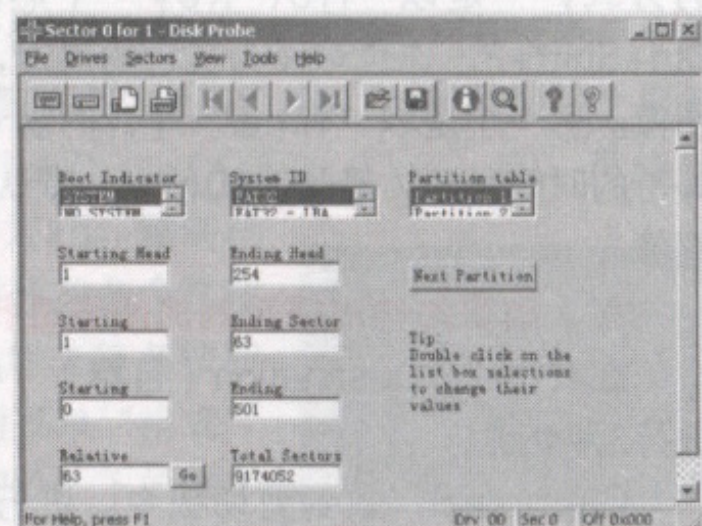 Sector 0 for 1 - Disk Probe
File Drives Sectors View Tools Help
Boot Indicator System ID Partition table
SYSTEM FAT32 Partition 1
NO SYSTEM FAT32 - LBA Partition 2
Starting Head Ending Head
1 254 Next Partition
Starting Ending Sector
1 63
Tip
Double click on the
list box selections
to change their
values
Starting Ending
0 501
Relative Total Sectors
63 Go 9174052
For Help, press F1 Drv 00 Sec 0 Off 0x000